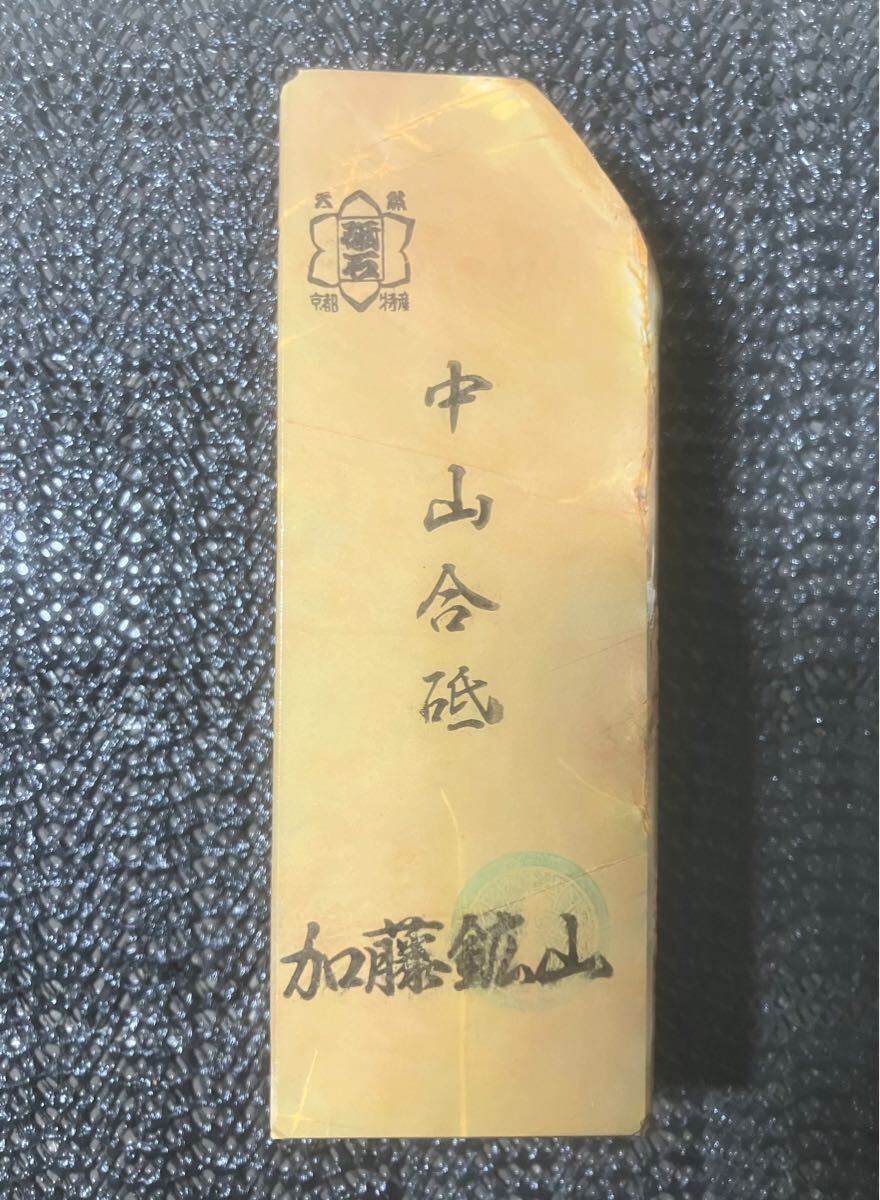 天然
砥石
京都 特産
中山合砥
加藤鉱山